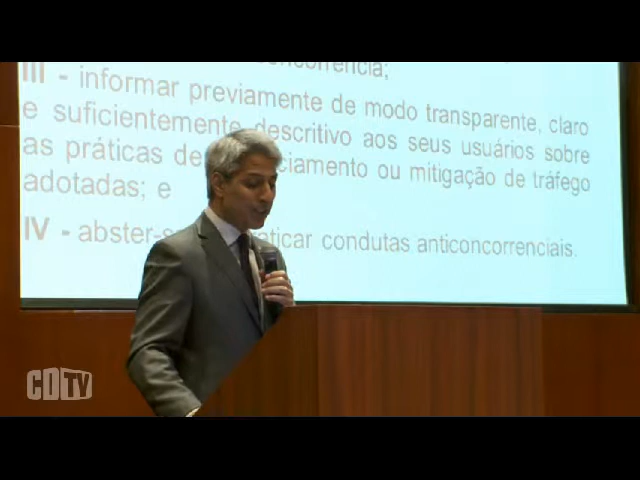 III - informar previamente de modo transparente, claro
e suficientemente descritivo aos seus usuários sobre
as práticas de ciamento ou mitigação de tráfego
adotadas; e
IV - abster-s aticar condutas anticoncorrenciais.
CDTV